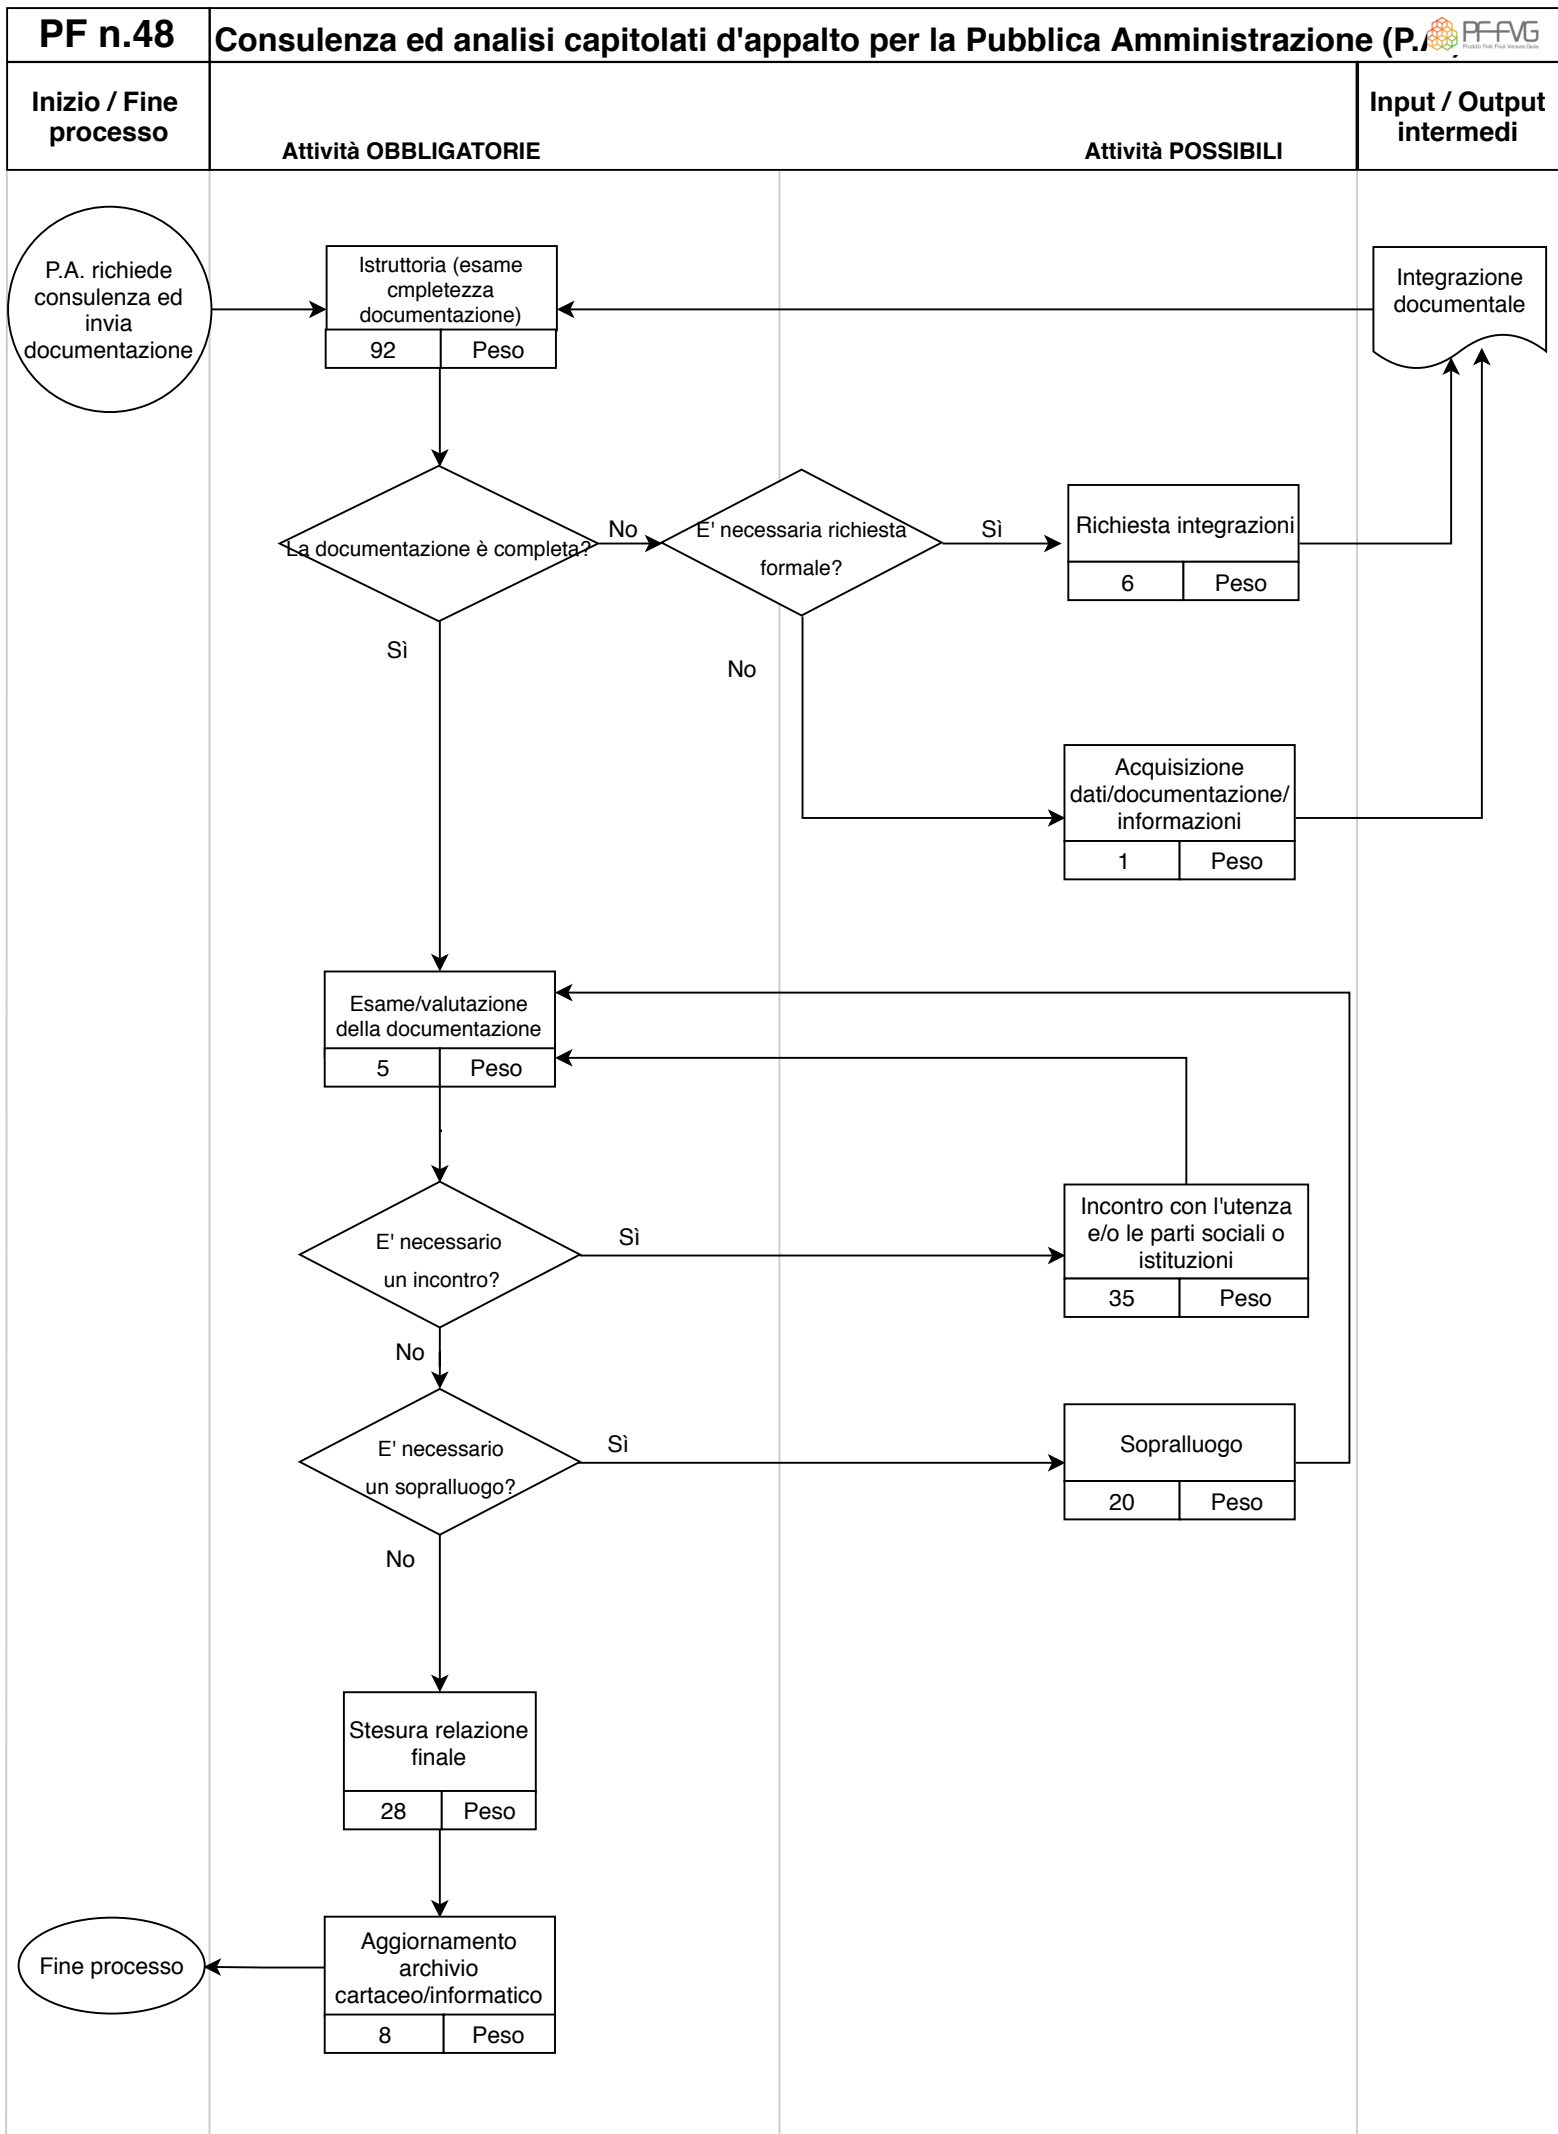 PF n.48
Consulenza ed analisi capitolati d'appalto per la Pubblica Amministrazione (P.A.
PF-FVG
Prodotti Finiti Friuli Venezia Giulia
Inizio / Fine
processo
Attività OBBLIGATORIE
Attività POSSIBILI
Input / Output
intermedi
P.A. richiede
consulenza ed
invia
documentazione
Istruttoria (esame
cmpletezza
documentazione)
92
Peso
Integrazione
documentale
La documentazione è completa?
No
E' necessaria richiesta
formale?
Sì
Richiesta integrazioni
6
Peso
Sì
No
Acquisizione
dati/documentazione/
informazioni
1
Peso
Esame/valutazione
della documentazione
5
Peso
E' necessario
un incontro?
Sì
Incontro con l'utenza
e/o le parti sociali o
istituzioni
35
Peso
No
E' necessario
un sopralluogo?
Sì
Sopralluogo
20
Peso
No
Stesura relazione
finale
28
Peso
Fine processo
Aggiornamento
archivio
cartaceo/informatico
8
Peso